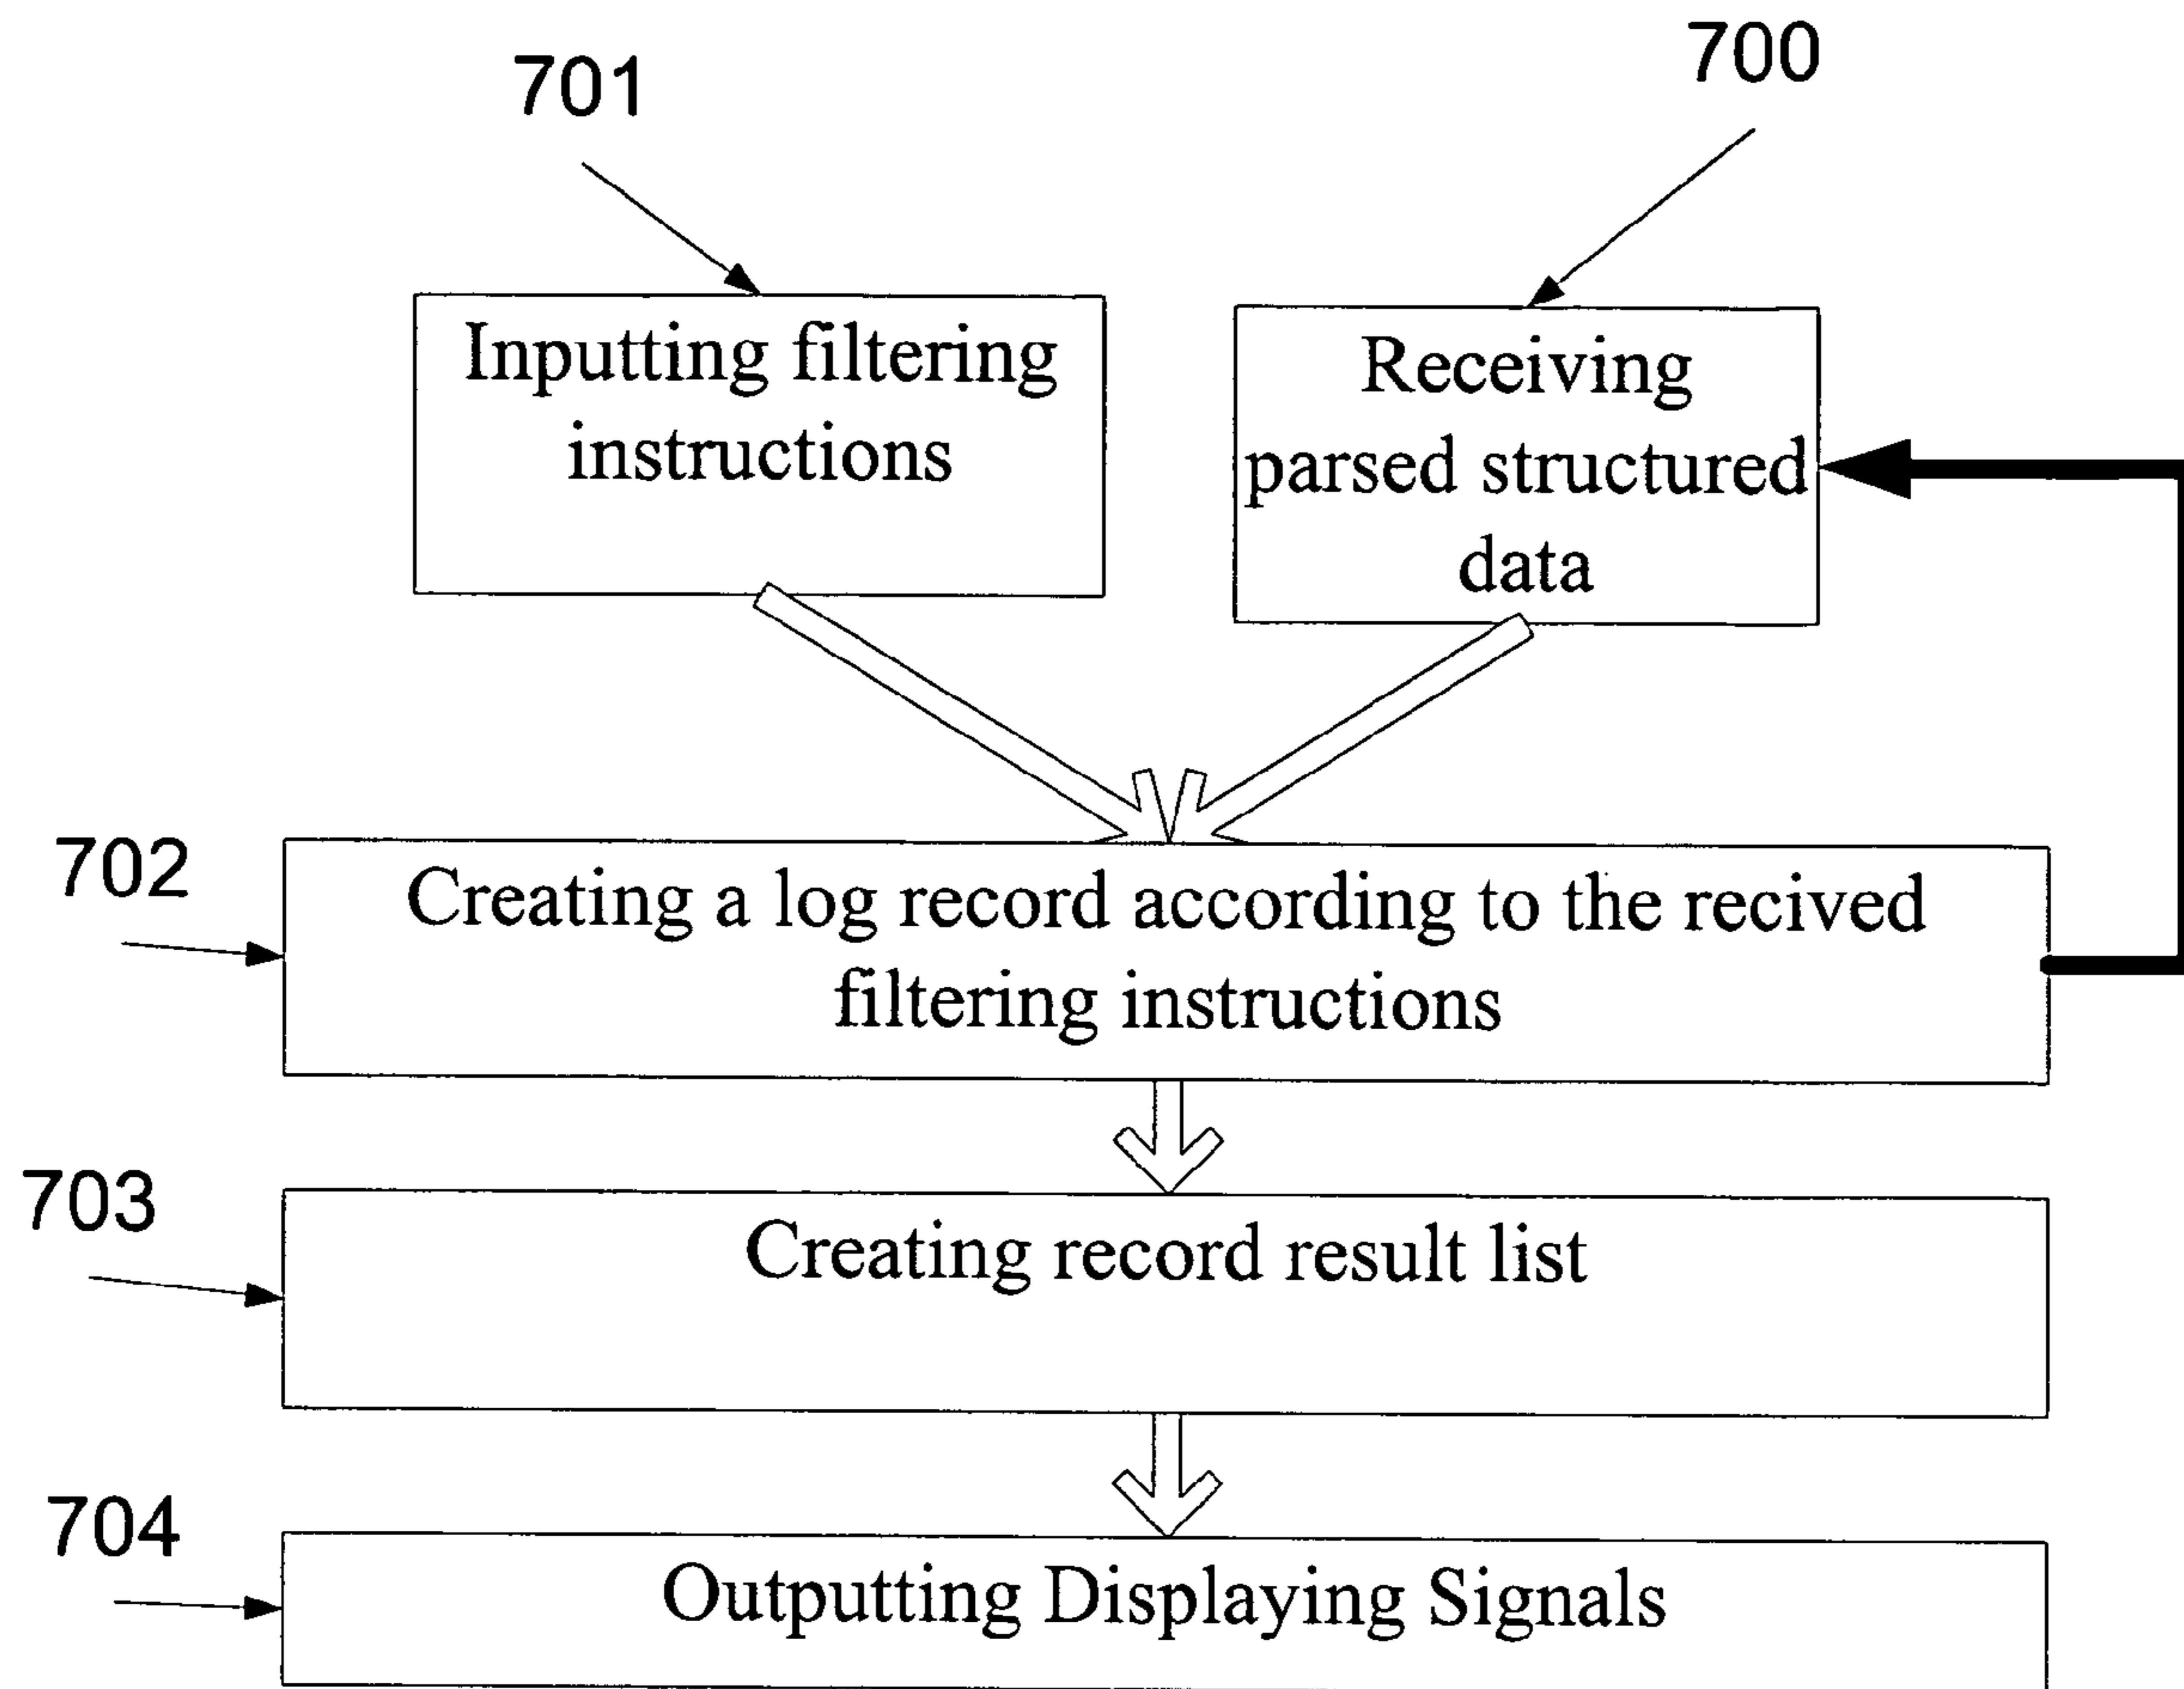 701
700
Inputting filtering
instructions
Receiving
parsed structured
data
702
Creating a log record according to the recived
filtering instructions
703
Creating record result list
704
Outputting Displaying Signals